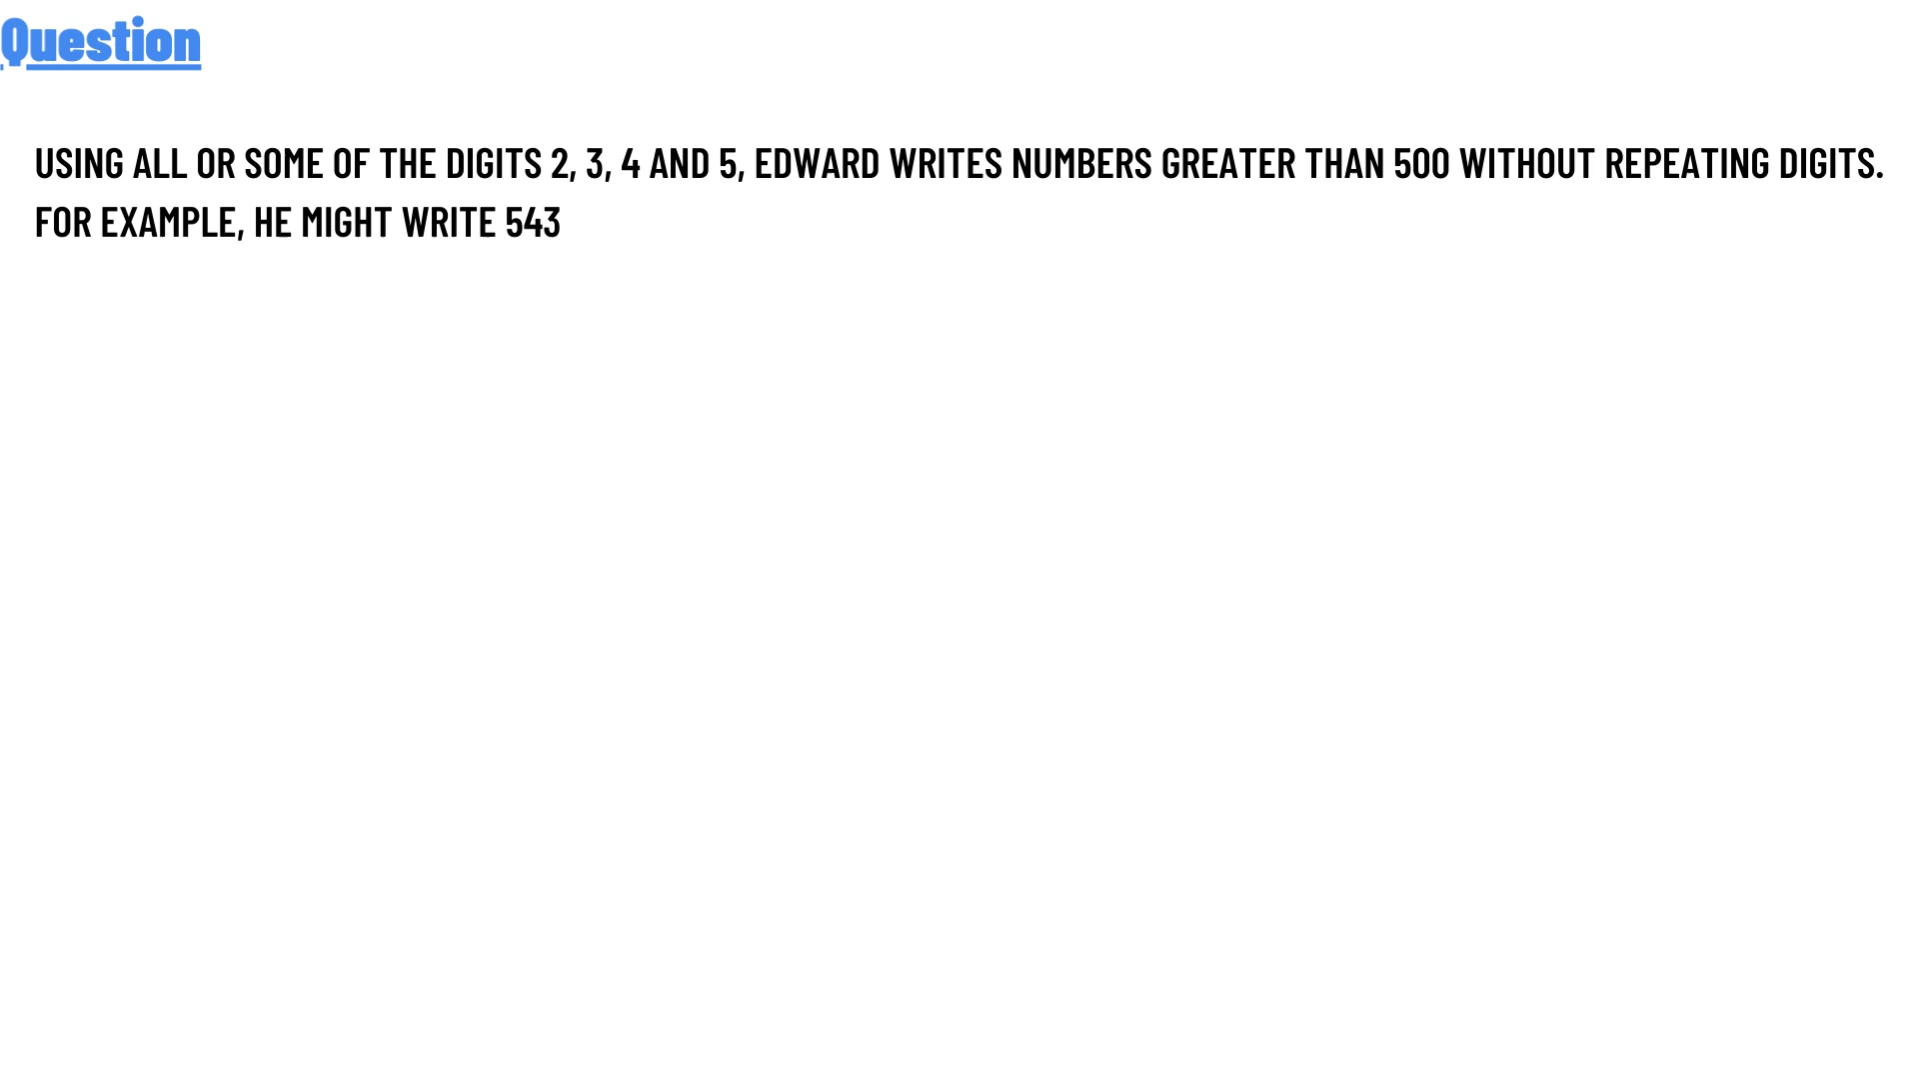 Question
USING ALL OR SOME OF THE DIGITS 2, 3, 4 AND 5, EDWARD WRITES NUMBERS GREATER THAN 500 WITHOUT REPEATING DIGITS.
FOR EXAMPLE, HE MIGHT WRITE 543